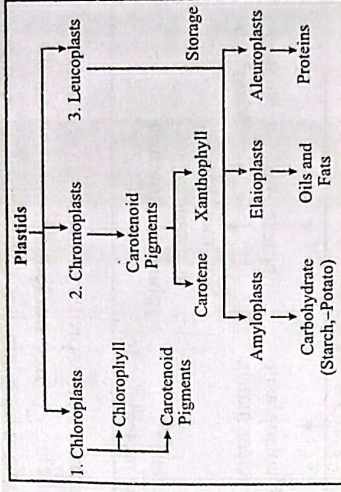 Plastids
1. Chloroplasts
Chlorophyll
Carotenoid
Pigments
2. Chromoplasts
Carotenoid
Pigments
Carotene
Xanthophyll
3. Leucoplasts
Storage
Amyloplasts
Carbohydrate
(Starch,–Potato)
Elaioplasts
Oils and
Fats
Aleuroplasts
Proteins